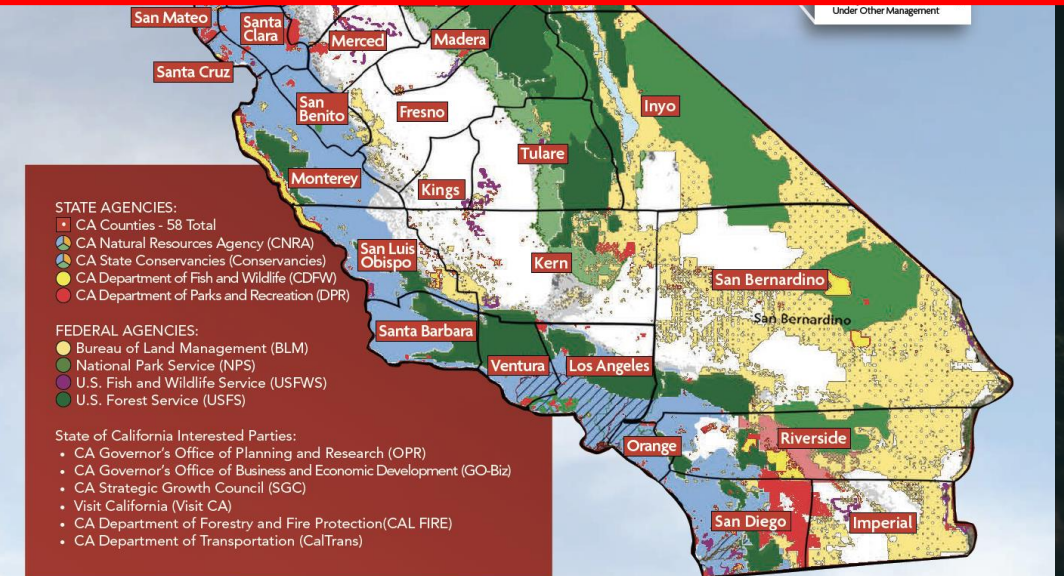 Under Other Management
San Mateo
Santa
Clara
Merced
Madera
Santa Cruz
San
Benito
Fresno
Inyo
Tulare
Monterey
Kings
San Luis
Obispo
Kern
San Bernardino
San Bernardino
Santa Barbara
Ventura
Los Angeles
Orange
Riverside
San Diego
Imperial
STATE AGENCIES:
CA Counties - 58 Total
CA Natural Resources Agency (CNRA)
CA State Conservancies (Conservancies)
CA Department of Fish and Wildlife (CDFW)
CA Department of Parks and Recreation (DPR)
FEDERAL AGENCIES:
Bureau of Land Management (BLM)
National Park Service (NPS)
U.S. Fish and Wildlife Service (USFWS)
U.S. Forest Service (USFS)
State of California Interested Parties:
• CA Governor's Office of Planning and Research (OPR)
• CA Governor's Office of Business and Economic Development (GO-Biz)
• CA Strategic Growth Council (SGC)
• Visit California (Visit CA)
• CA Department of Forestry and Fire Protection(CAL FIRE)
• CA Department of Transportation (CalTrans)